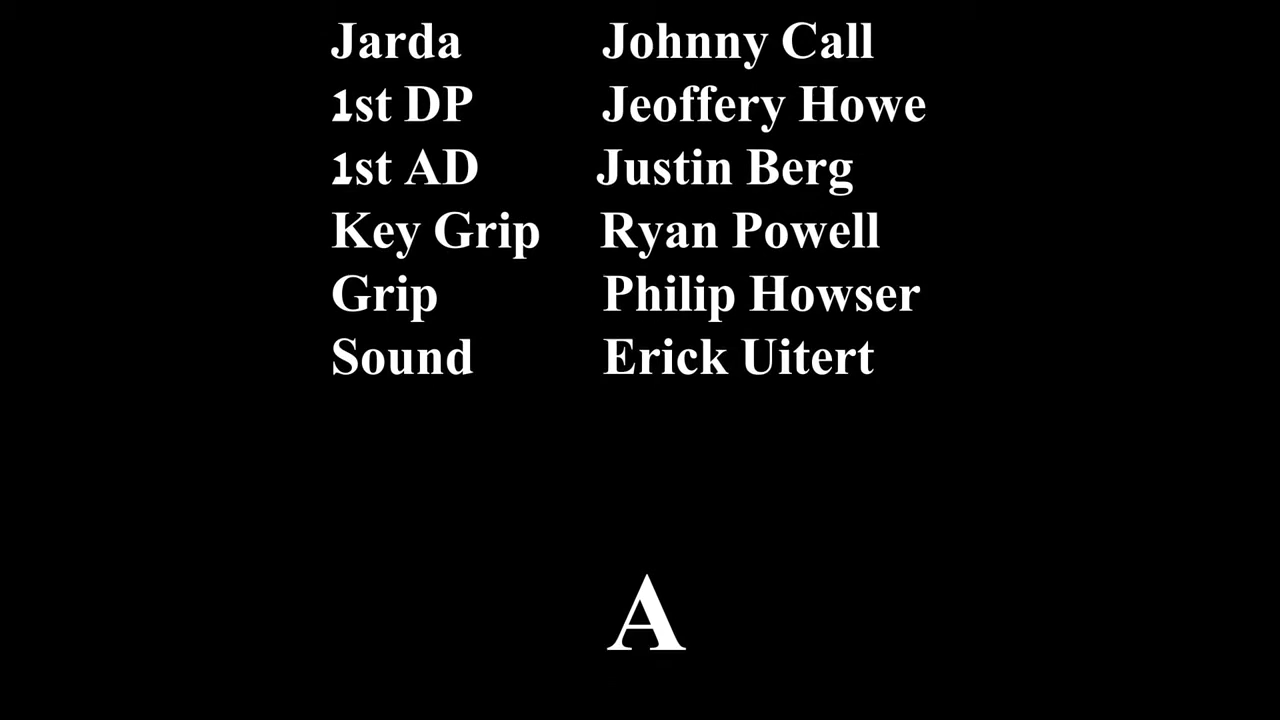 Jarda Johnny Call
1st DP Jeoffery Howe
1st AD Justin Berg
Key Grip Ryan Powell
Grip Philip Howser
Sound Erick Uitert
A